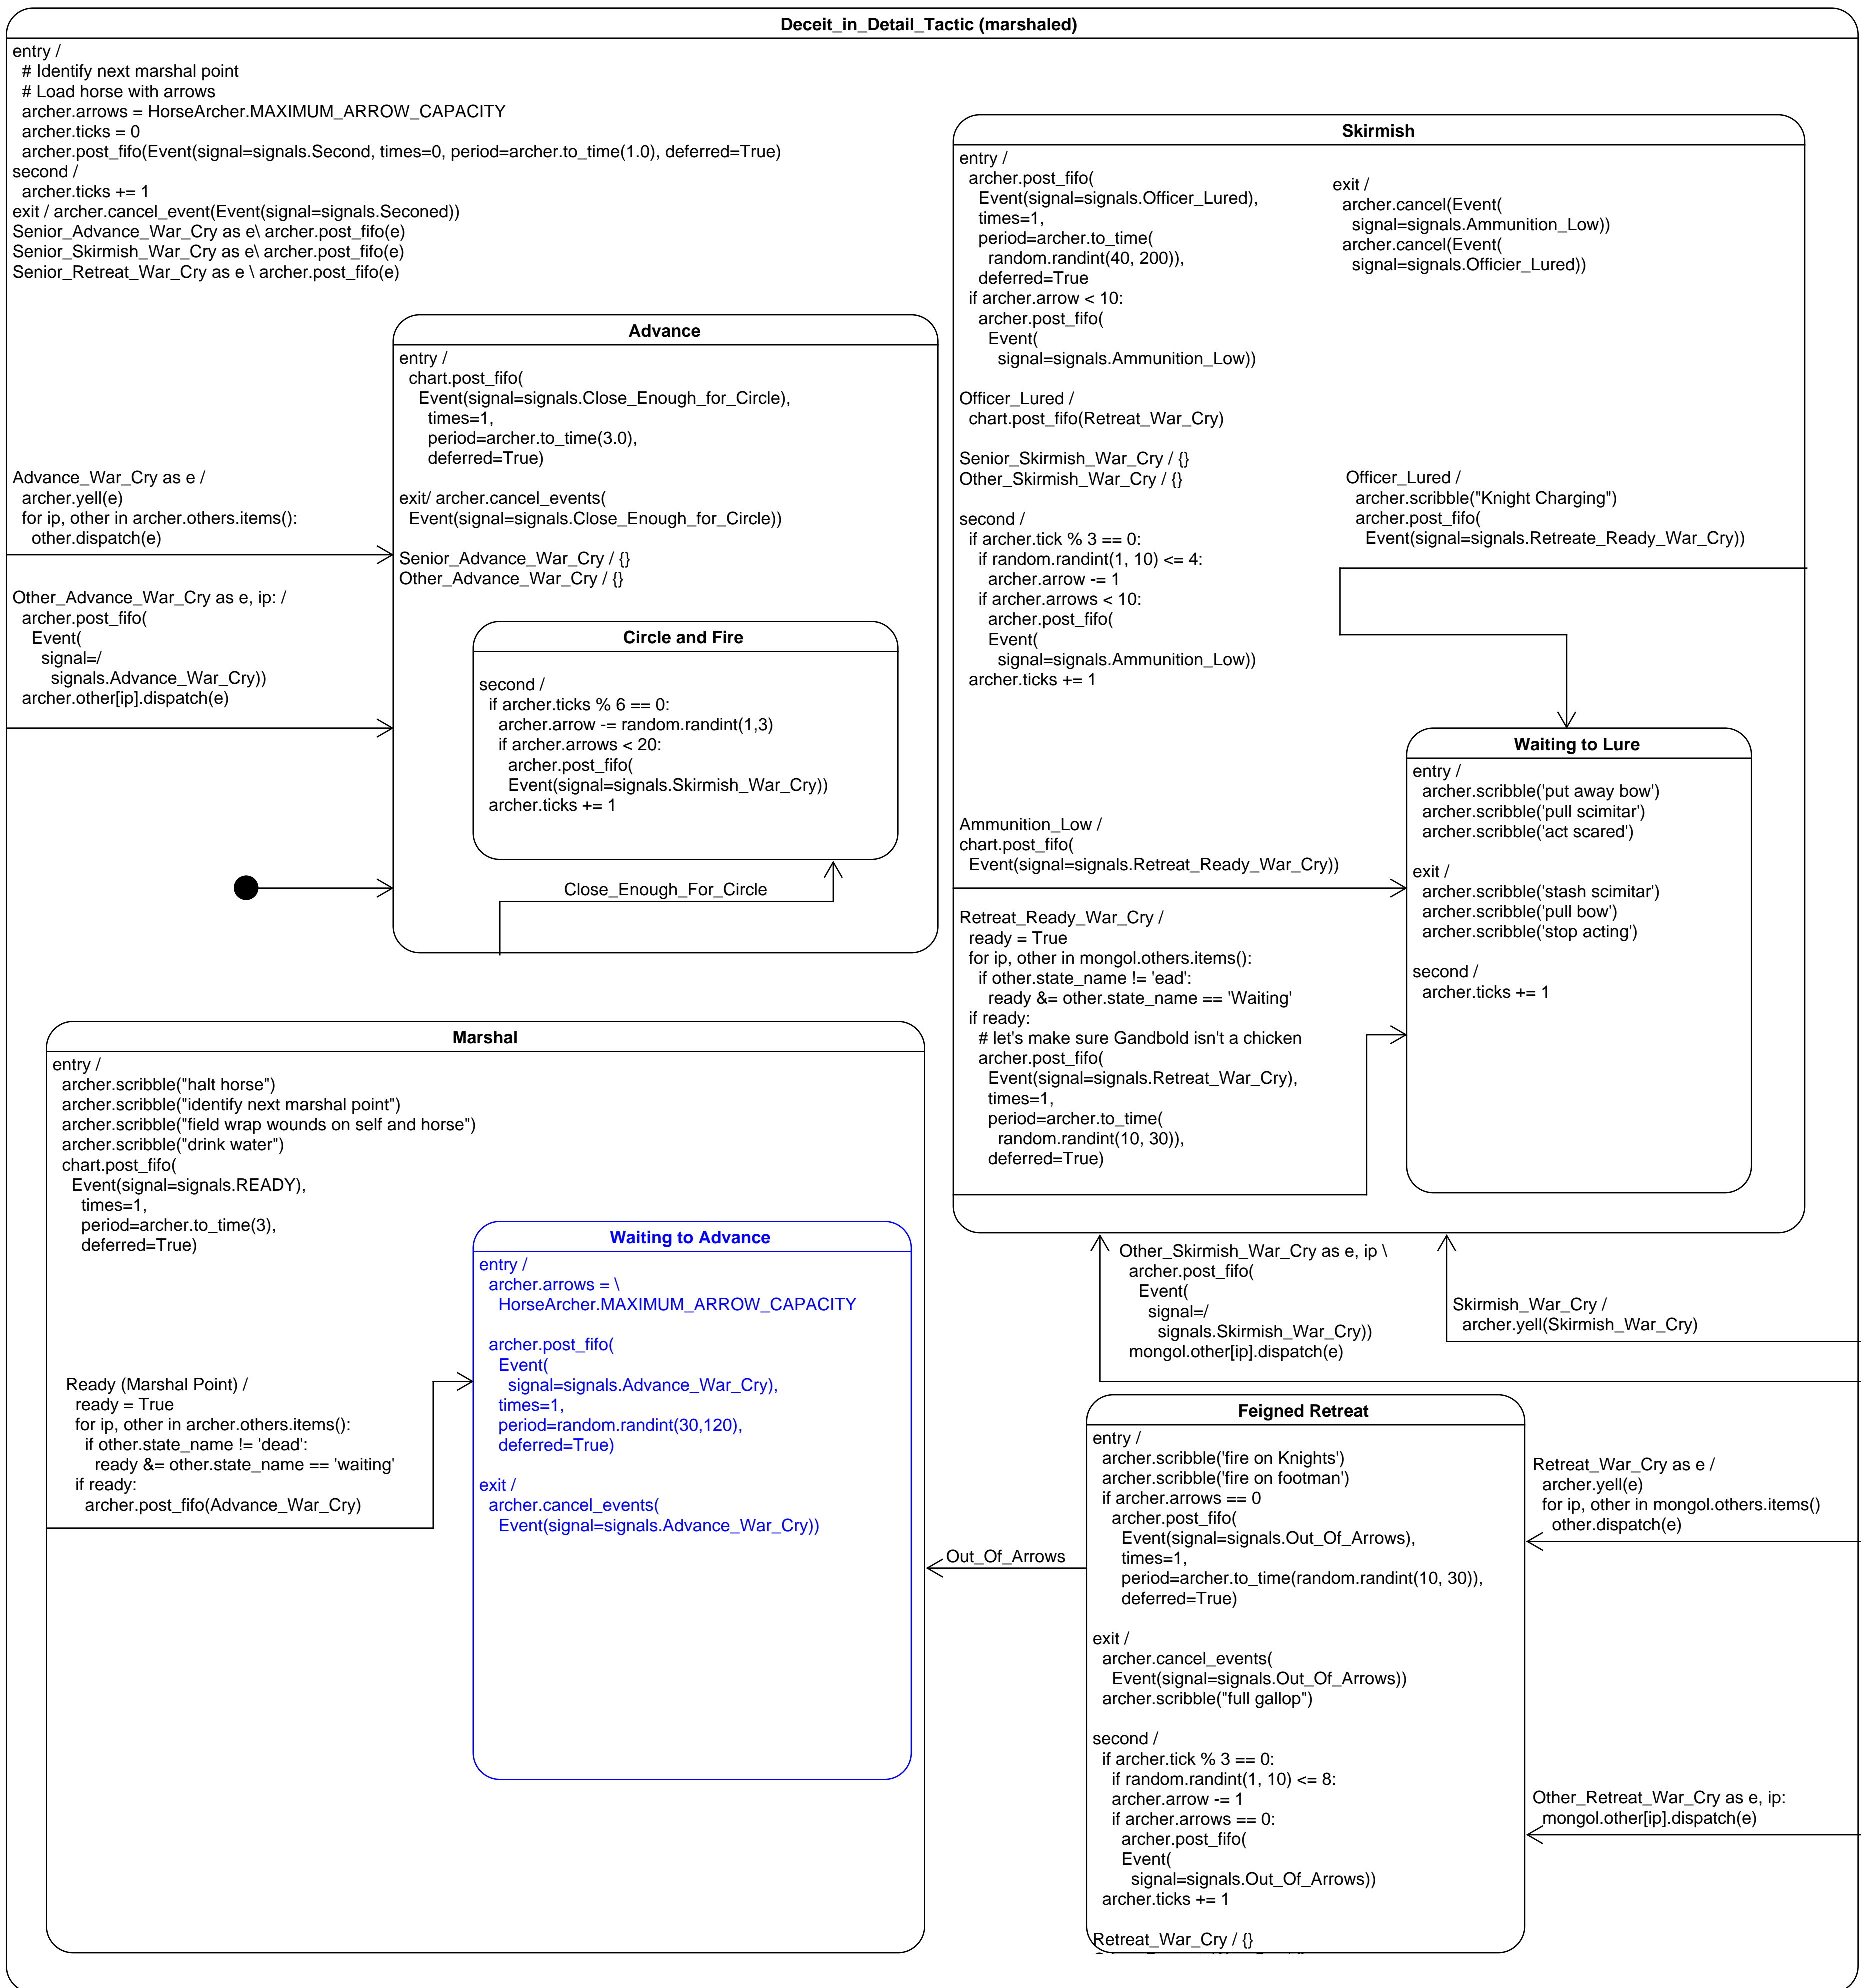 Deceit_in_Detail_Tactic (marshaled)
entry /
# Identify next marshal point
# Load horse with arrows
archer.arrows = HorseArcher.MAXIMUM_ARROW_CAPACITY
archer.ticks = 0
archer.post_fifo(Event(signal=signals.Second, times=0, period=archer.to_time(1.0), deferred=True)
second /
archer.ticks += 1
exit / archer.cancel_event(Event(signal=signals.Seconed))
Senior_Advance_War_Cry as e\ archer.post_fifo(e)
Senior_Skirmish_War_Cry as e\ archer.post_fifo(e)
Senior_Retreat_War_Cry as e \ archer.post_fifo(e)
Advance_War_Cry as e /
archer.yell(e)
for ip, other in archer.others.items():
other.dispatch(e)
Other_Advance_War_Cry as e, ip: /
archer.post_fifo(
Event(
signal=/
signals.Advance_War_Cry))
archer.other[ip].dispatch(e)
Advance
entry /
chart.post_fifo(
Event(signal=signals.Close_Enough_for_Circle),
times=1,
period=archer.to_time(3.0),
deferred=True)
exit/ archer.cancel_events(
Event(signal=signals.Close_Enough_for_Circle))
Senior_Advance_War_Cry / {}
Other_Advance_War_Cry / {}
Circle and Fire
second /
if archer.ticks % 6 == 0:
archer.arrow -= random.randint(1,3)
if archer.arrows < 20:
archer.post_fifo(
Event(signal=signals.Skirmish_War_Cry))
archer.ticks += 1
Close_Enough_For_Circle
Skirmish
entry /
archer.post_fifo(
Event(signal=signals.Officer_Lured),
times=1,
period=archer.to_time(
random.randint(40, 200)),
deferred=True
if archer.arrow < 10:
archer.post_fifo(
Event(
signal=signals.Ammunition_Low))
Officer_Lured /
chart.post_fifo(Retreat_War_Cry)
Senior_Skirmish_War_Cry / {}
Other_Skirmish_War_Cry / {}
second /
if archer.tick % 3 == 0:
if random.randint(1, 10) <= 4:
archer.arrow -= 1
if archer.arrows < 10:
archer.post_fifo(
Event(
signal=signals.Ammunition_Low))
archer.ticks += 1
exit /
archer.cancel(Event(
signal=signals.Ammunition_Low))
archer.cancel(Event(
signal=signals.Officier_Lured))
Officer_Lured /
archer.scribble("Knight Charging")
archer.post_fifo(
Event(signal=signals.Retreate_Ready_War_Cry))
Ammunition_Low /
chart.post_fifo(
Event(signal=signals.Retreat_Ready_War_Cry))
Retreat_Ready_War_Cry /
ready = True
for ip, other in mongol.others.items():
if other.state_name != 'ead':
ready &= other.state_name == 'Waiting'
if ready:
# let's make sure Gandbold isn't a chicken
archer.post_fifo(
Event(signal=signals.Retreat_War_Cry),
times=1,
period=archer.to_time(
random.randint(10, 30)),
deferred=True)
Waiting to Lure
entry /
archer.scribble('put away bow')
archer.scribble('pull scimitar')
archer.scribble('act scared')
exit /
archer.scribble('stash scimitar')
archer.scribble('pull bow')
archer.scribble('stop acting')
second /
archer.ticks += 1
Marshal
entry /
archer.scribble("halt horse")
archer.scribble("identify next marshal point")
archer.scribble("field wrap wounds on self and horse")
archer.scribble("drink water")
chart.post_fifo(
Event(signal=signals.READY),
times=1,
period=archer.to_time(3),
deferred=True)
Ready (Marshal Point) /
ready = True
for ip, other in archer.others.items():
if other.state_name != 'dead':
ready &= other.state_name == 'waiting'
if ready:
archer.post_fifo(Advance_War_Cry)
Waiting to Advance
entry /
archer.arrows = \
HorseArcher.MAXIMUM_ARROW_CAPACITY
archer.post_fifo(
Event(
signal=signals.Advance_War_Cry),
times=1,
period=random.randint(30,120),
deferred=True)
exit /
archer.cancel_events(
Event(signal=signals.Advance_War_Cry))
Other_Skirmish_War_Cry as e, ip \
archer.post_fifo(
Event(
signal=/
signals.Skirmish_War_Cry))
mongol.other[ip].dispatch(e)
Skirmish_War_Cry /
archer.yell(Skirmish_War_Cry)
Out_Of_Arrows
Feigned Retreat
entry /
archer.scribble('fire on Knights')
archer.scribble('fire on footman')
if archer.arrows == 0
archer.post_fifo(
Event(signal=signals.Out_Of_Arrows),
times=1,
period=archer.to_time(random.randint(10, 30)),
deferred=True)
exit /
archer.cancel_events(
Event(signal=signals.Out_Of_Arrows))
archer.scribble("full gallop")
second /
if archer.tick % 3 == 0:
if random.randint(1, 10) <= 8:
archer.arrow -= 1
if archer.arrows == 0:
archer.post_fifo(
Event(
signal=signals.Out_Of_Arrows))
archer.ticks += 1
Retreat_War_Cry / {}
Retreat_War_Cry as e /
archer.yell(e)
for ip, other in mongol.others.items()
other.dispatch(e)
Other_Retreat_War_Cry as e, ip:
mongol.other[ip].dispatch(e)